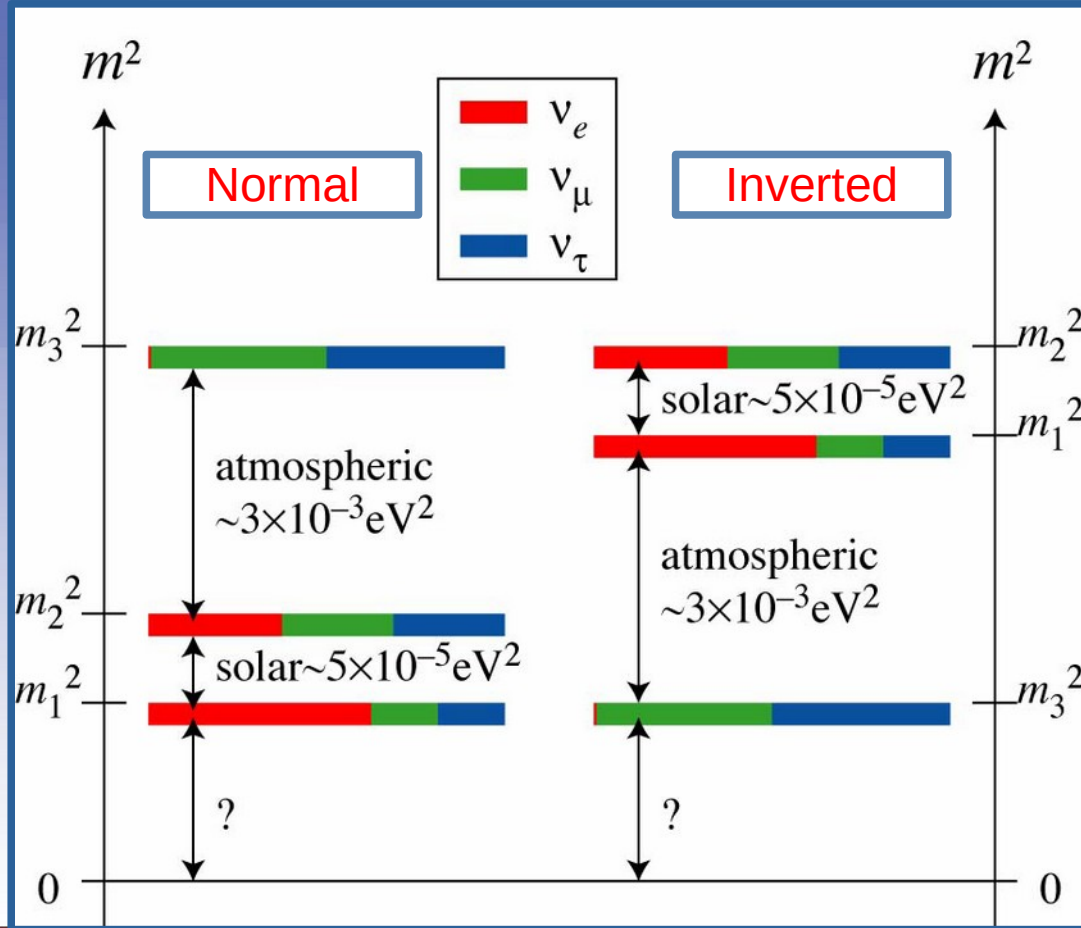 m² m²
ν_e
Normal Inverted
ν_μ
ν_τ
m₃² m₂²
solar~5×10⁻⁵eV²
m₁²
atmospheric
~3×10⁻³eV²
atmospheric
~3×10⁻³eV²
m₂²
solar~5×10⁻⁵eV²
m₁² m₃²
? ?
0 0